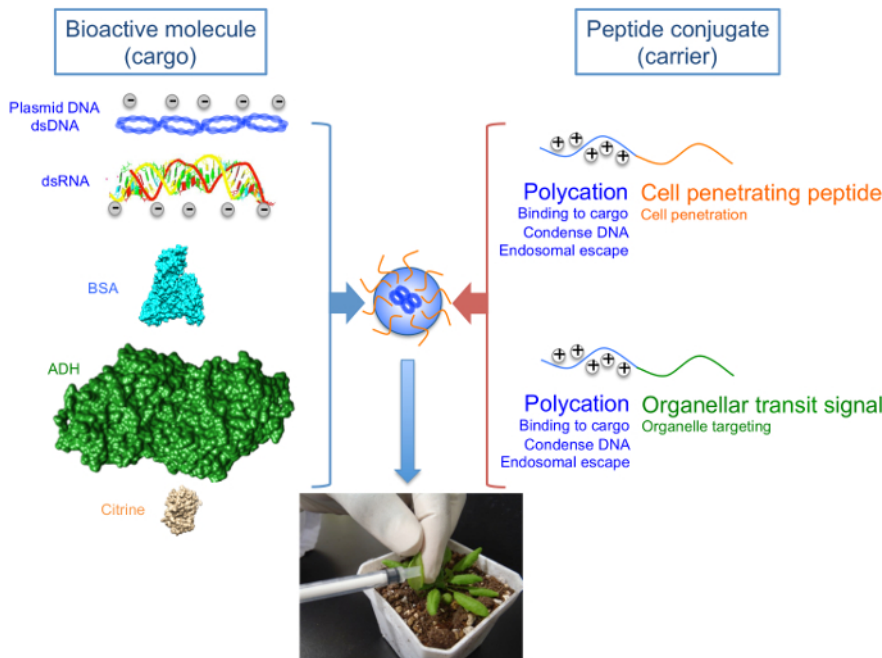 Bioactive molecule
(cargo)
Plasmid DNA
dsDNA
dsRNA
BSA
ADH
Citrine
Peptide conjugate
(carrier)
Polycation
Binding to cargo
Condense DNA
Endosomal escape
Cell penetrating peptide
Cell penetration
Polycation
Binding to cargo
Condense DNA
Endosomal escape
Organellar transit signal
Organelle targeting